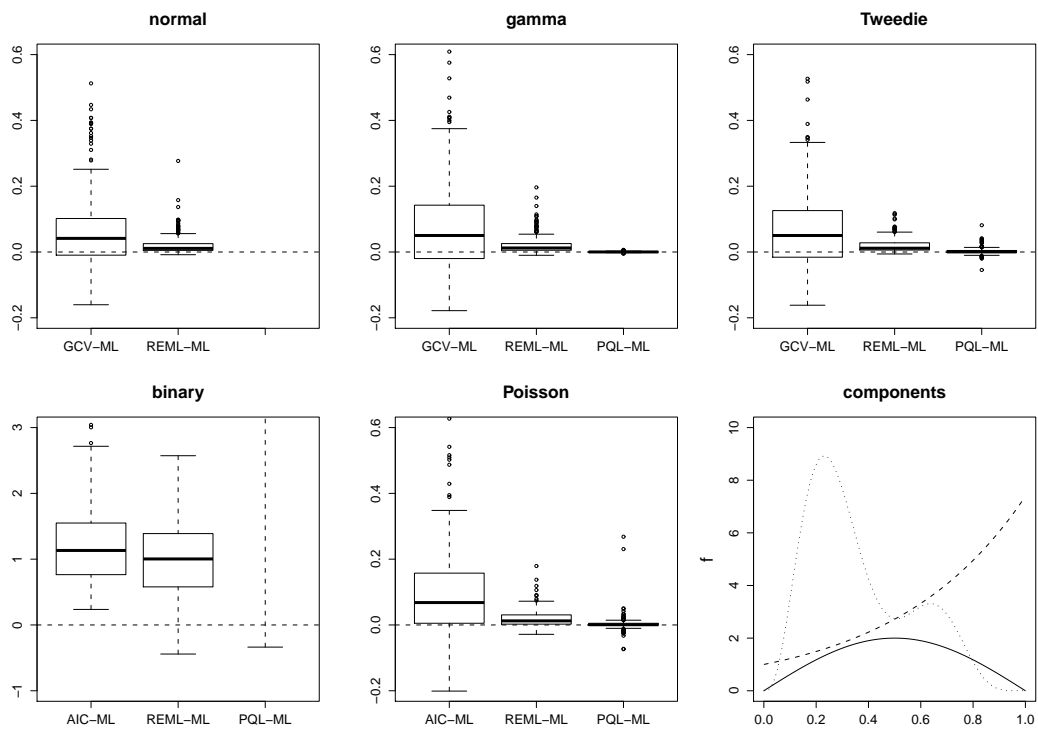 normal
gamma
Tweedie
−0.2 0.0 0.2 0.4 0.6
−0.2 0.0 0.2 0.4 0.6
−0.2 0.0 0.2 0.4 0.6
GCV−ML REML−ML
GCV−ML REML−ML PQL−ML
GCV−ML REML−ML PQL−ML
binary
Poisson
components
−1 0 1 2 3
−0.2 0.0 0.2 0.4 0.6
f
0 2 4 6 8 10
AIC−ML REML−ML PQL−ML
AIC−ML REML−ML PQL−ML
0.0 0.2 0.4 0.6 0.8 1.0